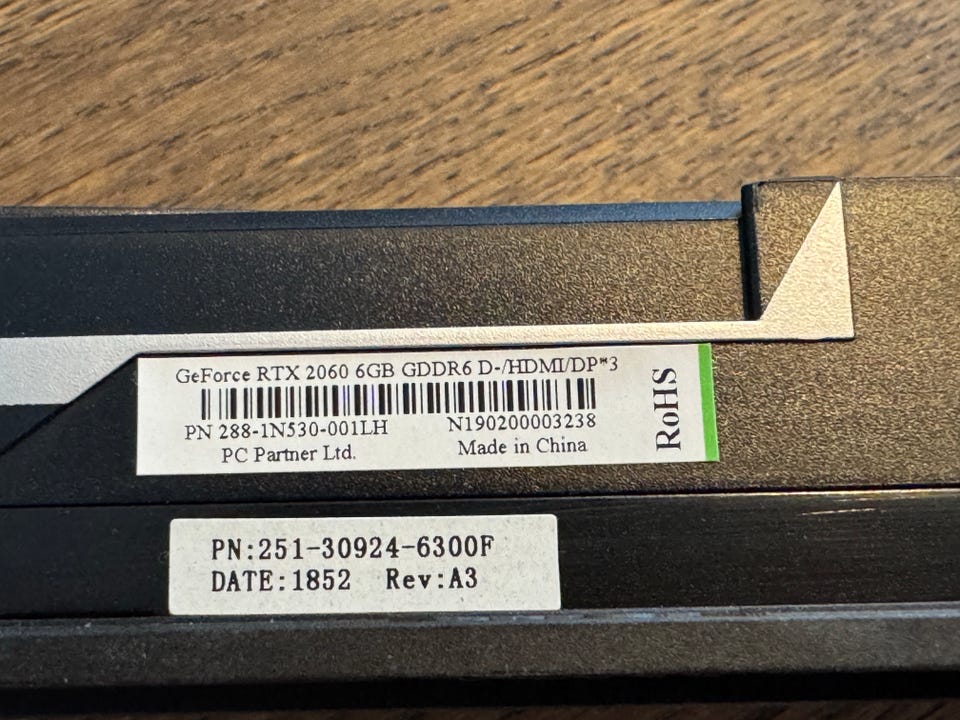 GeForce RTX 2060 6GB GDDR6 D-/HDMI/DP*3
PN 288-1N530-001LH N190200003238
PC Partner Ltd. Made in China
RoHS
PN:251-30924-6300F
DATE:1852 Rev:A3